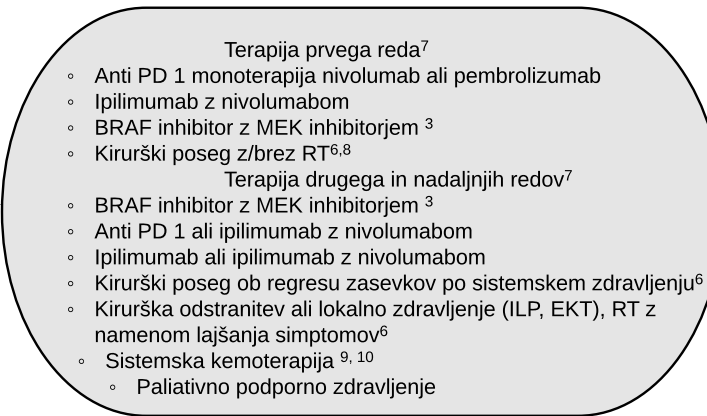 Terapija prvega reda⁷
◦ Anti PD 1 monoterapija nivolumab ali pembrolizumab
◦ Ipilimumab z nivolumabom
◦ BRAF inhibitor z MEK inhibitorjem ³
◦ Kirurški poseg z/brez RT⁶,⁸
Terapija drugega in nadaljnjih redov⁷
◦ BRAF inhibitor z MEK inhibitorjem ³
◦ Anti PD 1 ali ipilimumab z nivolumabom
◦ Ipilimumab ali ipilimumab z nivolumabom
◦ Kirurški poseg ob regresu zasevkov po sistemskem zdravljenju⁶
◦ Kirurška odstranitev ali lokalno zdravljenje (ILP, EKT), RT z
namenom lajšanja simptomov⁶
◦ Sistemska kemoterapija ⁹, ¹⁰
◦ Paliativno podporno zdravljenje